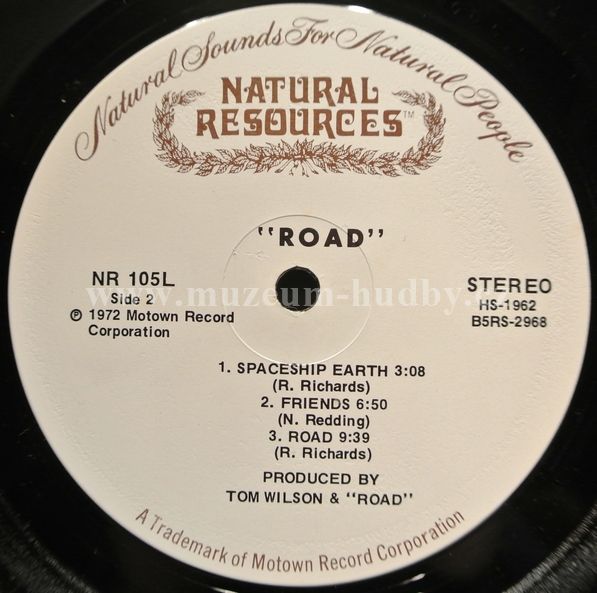 Natural Sounds For Natural People
NATURAL
RESOURCES™
"ROAD"
NR 105L
Side 2
℗ 1972 Motown Record
Corporation
STEREO
HS-1962
B5RS-2968
www.muzeum-hudby.
1. SPACESHIP EARTH 3:08
(R. Richards)
2. FRIENDS 6:50
(N. Redding)
3. ROAD 9:39
(R. Richards)
PRODUCED BY
TOM WILSON & "ROAD"
A Trademark of Motown Record Corporation